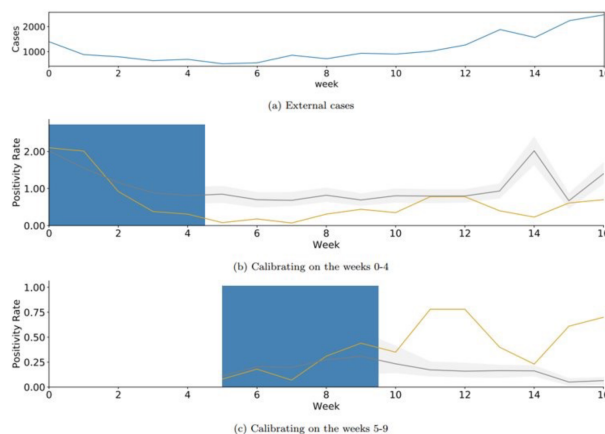 Cases
2000
1000
0 2 4 6 8 10 12 14 16
week
(a) External cases
Positivity Rate
2.00
1.00
0.00
0 2 4 6 8 10 12 14 16
Week
(b) Calibrating on the weeks 0-4
Positivity Rate
1.00
0.75
0.50
0.25
0.00
0 2 4 6 8 10 12 14 16
Week
(c) Calibrating on the weeks 5-9